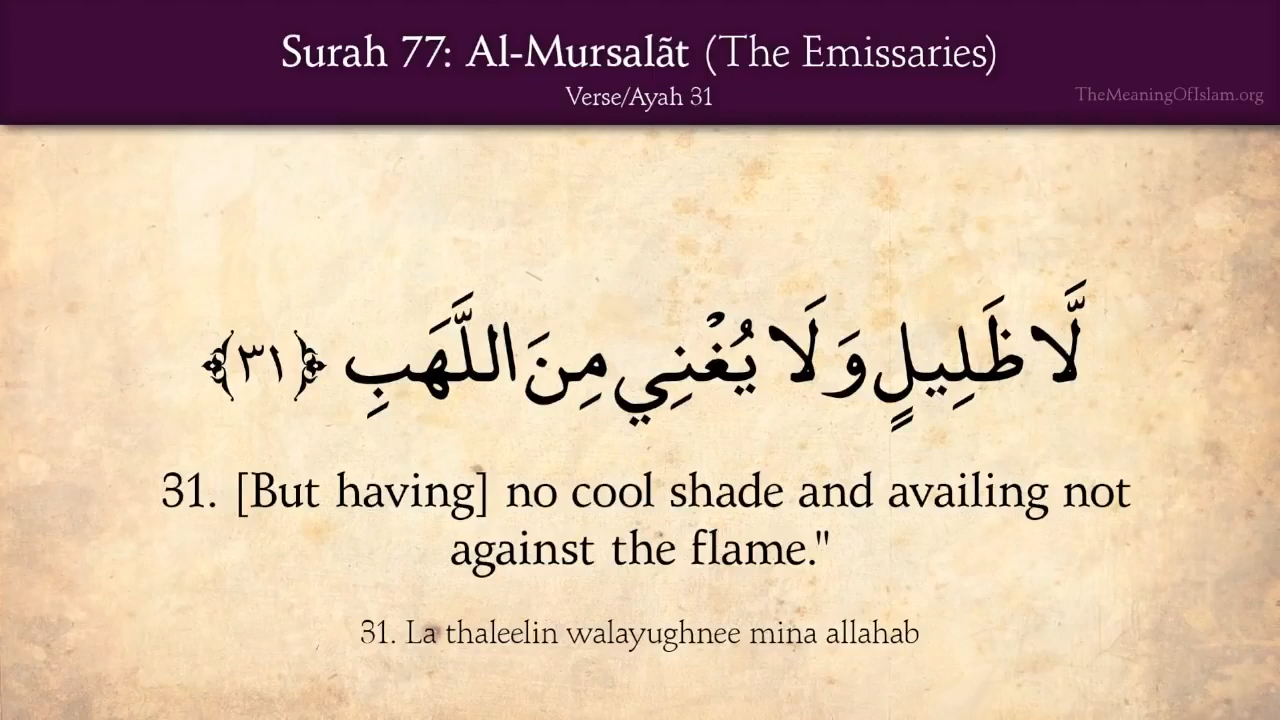 Surah 77: Al-Mursalãt (The Emissaries)
Verse/Ayah 31
TheMeaningOfIslam.org
لَّا ظَلِيلٍ وَلَا يُغْنِي مِنَ اللَّهَبِ ﴿٣١﴾
31. [But having] no cool shade and availing not
against the flame."
31. La thaleelin walayughnee mina allahab